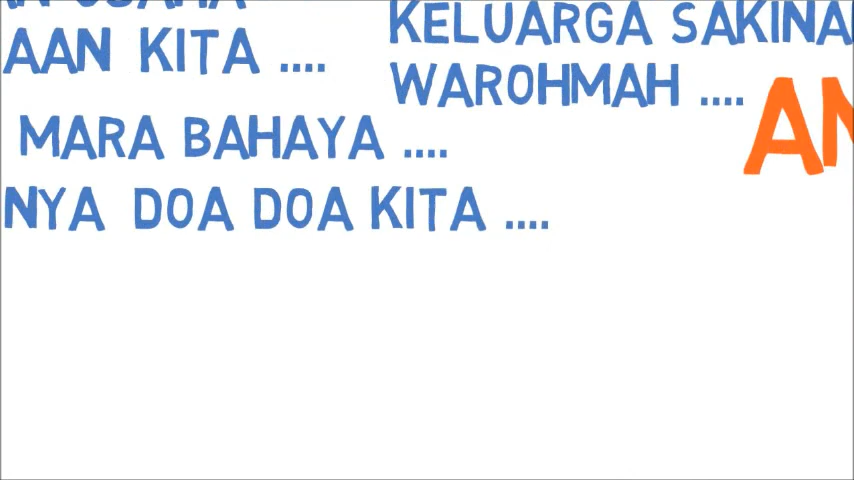 AAN KITA ....
MARA BAHAYA ....
NYA DOA DOA KITA ....
KELUARGA SAKINA
WAROHMAH ....